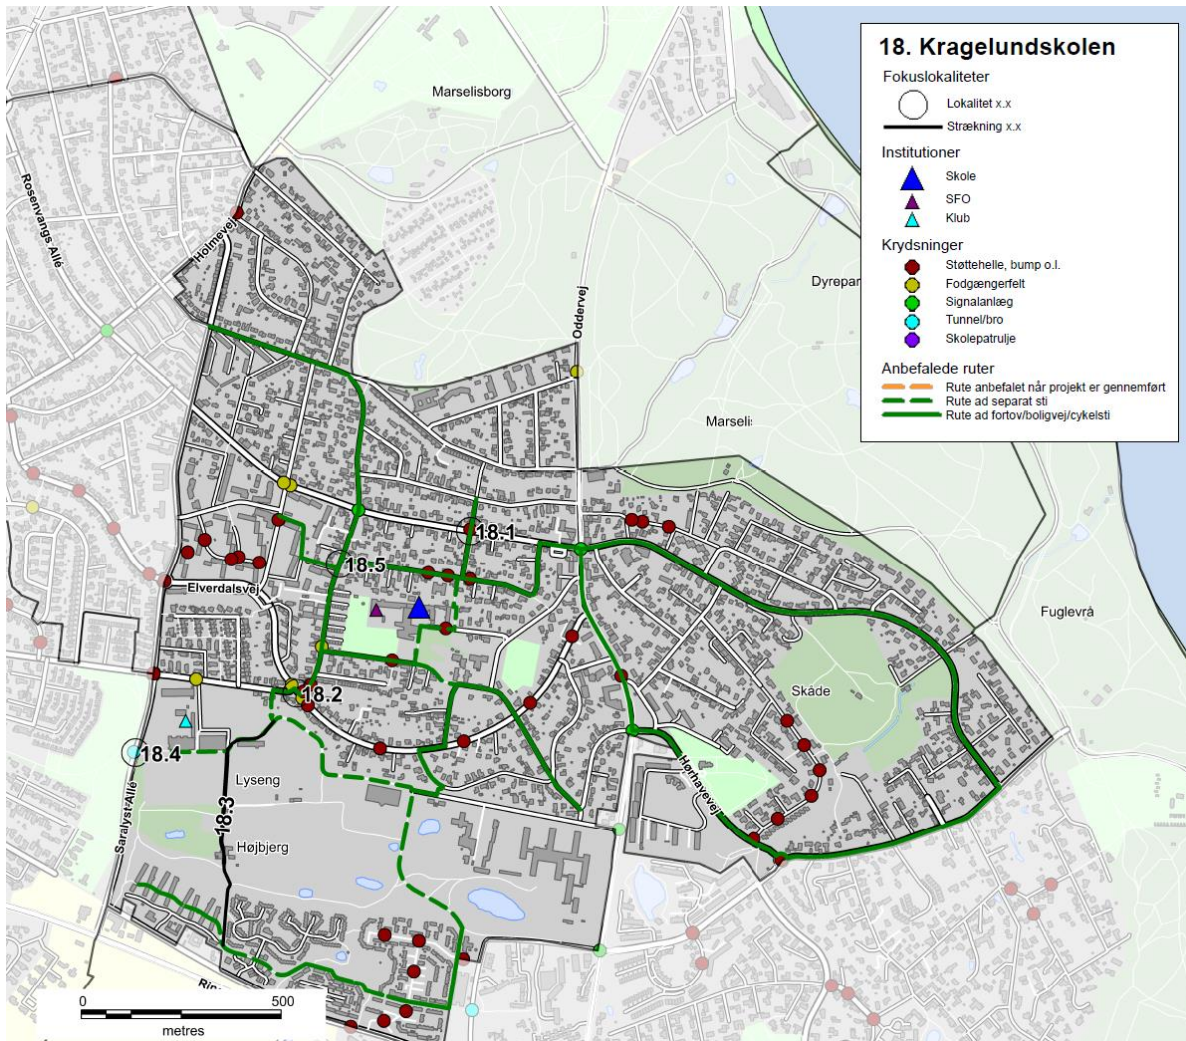 18. Kragelundskolen
Fokuslokaliteter
Lokalitet x.x
Strækning x.x
Institutioner
Skole
SFO
Klub
Krydsninger
Støttehelle, bump o.l.
Fodgængerfelt
Signalanlæg
Tunnel/bro
Skolepatrulje
Anbefalede ruter
Rute anbefalet når projekt er gennemført
Rute ad separat sti
Rute ad fortov/boligvej/cykelsti
Marselisborg
Rosenvangs Allé
Holmevej
Oddervej
Dyrepar
Marseli
18.1
18.5
Elverdalsvej
Fuglevrå
Skåde
18.2
18.4
Lyseng
Hørhavevej
Saralyst Allé
18.3
Højbjerg
0 500
metres